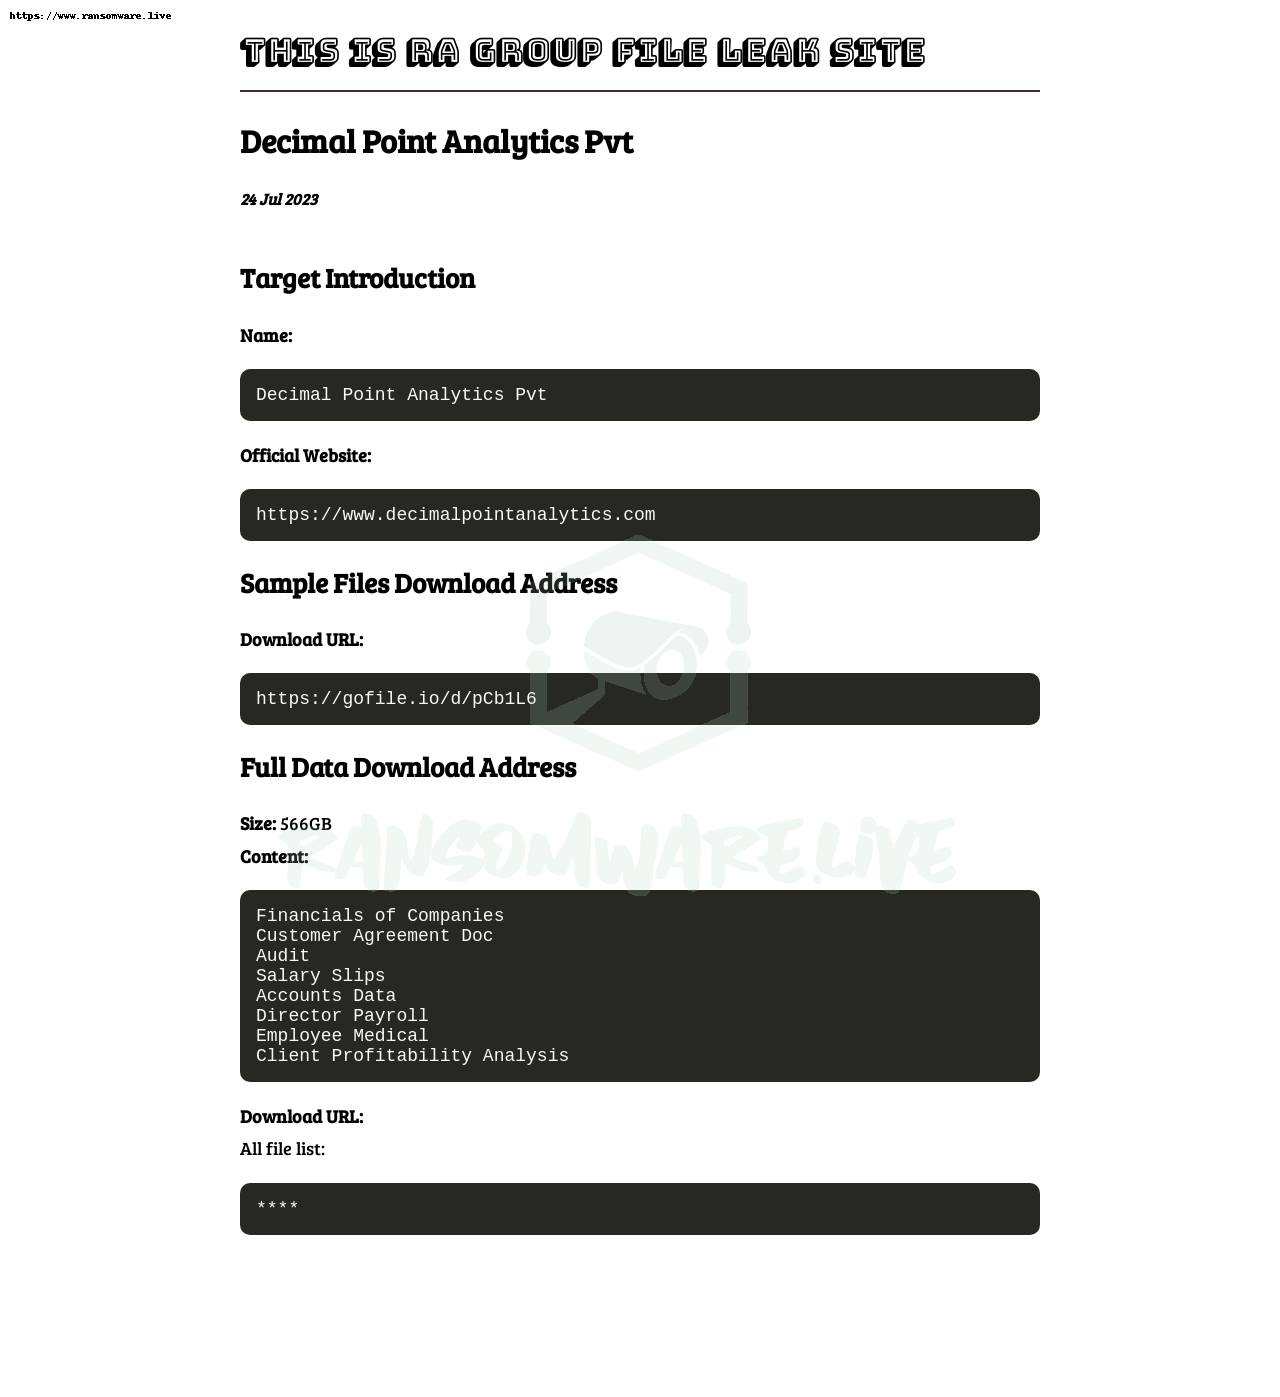 https://www.ransomware.live
THIS IS RA GROUP FILE LEAK SITE
Decimal Point Analytics Pvt
24 Jul 2023
Target Introduction
Name:
Decimal Point Analytics Pvt
Official Website:
https://www.decimalpointanalytics.com
Sample Files Download Address
Download URL:
https://gofile.io/d/pCb1L6
Full Data Download Address
Size: 566GB
RANSOMWARE.LIVE
Content:
Financials of Companies
Customer Agreement Doc
Audit
Salary Slips
Accounts Data
Director Payroll
Employee Medical
Client Profitability Analysis
Download URL:
All file list:
****